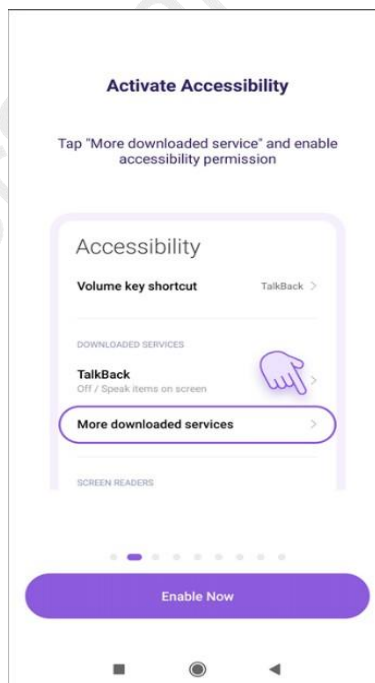 Activate Accessibility
Tap "More downloaded service" and enable
accessibility permission
Accessibility
Volume key shortcut TalkBack >
DOWNLOADED SERVICES
TalkBack >
Off / Speak items on screen
More downloaded services >
SCREEN READERS
Enable Now